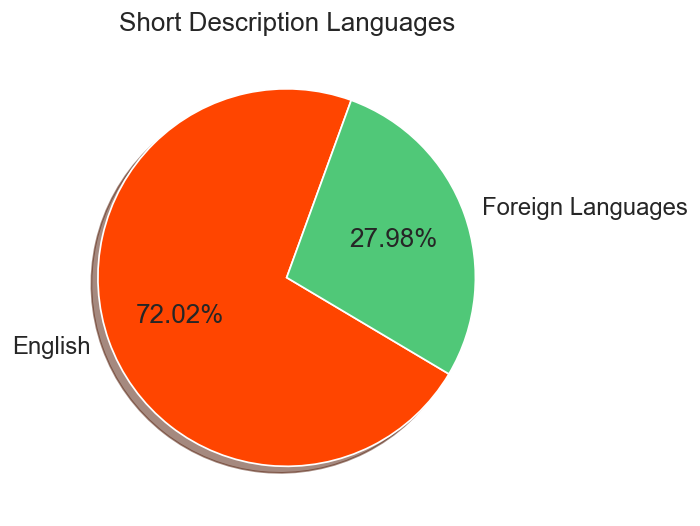 Short Description Languages
Foreign Languages
27.98%
72.02%
English